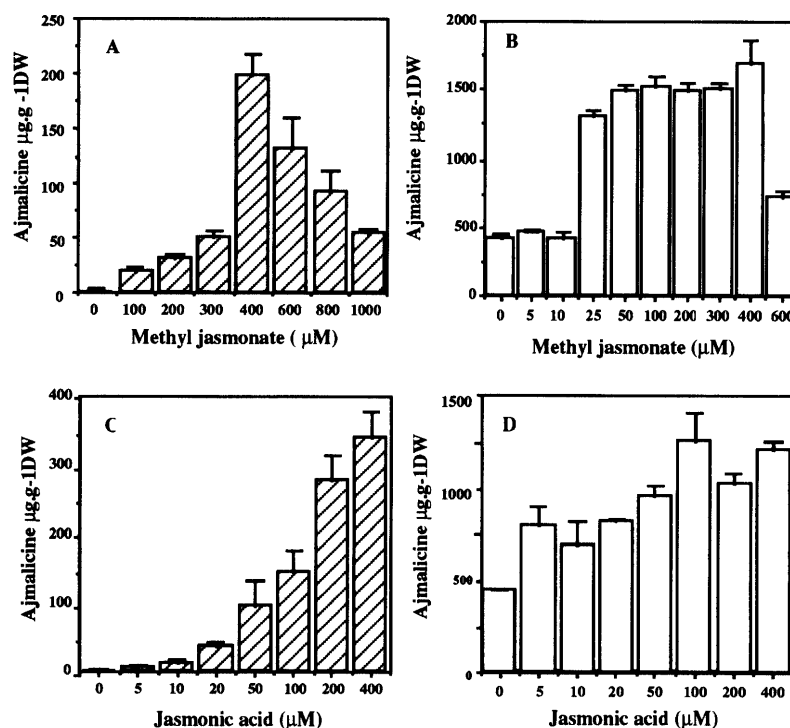 A
Ajmalicine µg.g -1DW
250
200
150
100
50
0
0 100 200 300 400 600 800 1000
Methyl jasmonate ( µM)
B
Ajmalicine µg.g-1DW
2000
1500
1000
500
0
0 5 10 25 50 100 200 300 400 600
Methyl jasmonate (µM)
C
Ajmalicine µg.g-1DW
400
300
100
0
0 5 10 20 50 100 200 400
Jasmonic acid (µM)
D
Ajmalicine µg.g-1DW
1500
1000
500
0
0 5 10 20 50 100 200 400
Jasmonic acid (µM)